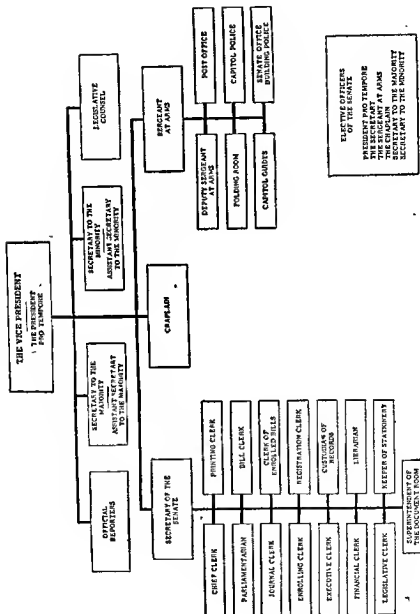 THE VICE PRESIDENT
THE PRESIDENT
PRO TEMPORE
OFFICIAL
REPORTERS
SECRETARY TO THE
MAJORITY
ASSISTANT SECRETARY
TO THE MAJORITY
SECRETARY TO THE
MINORITY
ASSISTANT SECRETARY
TO THE MINORITY
LEGISLATIVE
COUNSEL
SECRETARY OF THE
SENATE
CHAPLAIN
SERGEANT
AT ARMS
CHIEF CLERK
PRINTING CLERK
PARLIAMENTARIAN
BILL CLERK
JOURNAL CLERK
CLERK OF
ENROLLED BILLS
ENROLLING CLERK
REGISTRATION CLERK
EXECUTIVE CLERK
CUSTODIAN OF
RECORDS
FINANCIAL CLERK
LIBRARIAN
LEGISLATIVE CLERK
KEEPER OF STATIONERY
SUPERINTENDENT OF
THE DOCUMENT ROOM
DEPUTY SERGEANT
AT ARMS
POST OFFICE
FOLDING ROOM
CAPITOL POLICE
CAPITOL GUIDES
SENATE OFFICE
BUILDING POLICE
ELECTIVE OFFICERS
OF THE SENATE
PRESIDENT PRO TEMPORE
THE SECRETARY
THE SERGEANT AT ARMS
THE CHAPLAIN
SECRETARY TO THE MAJORITY
SECRETARY TO THE MINORITY